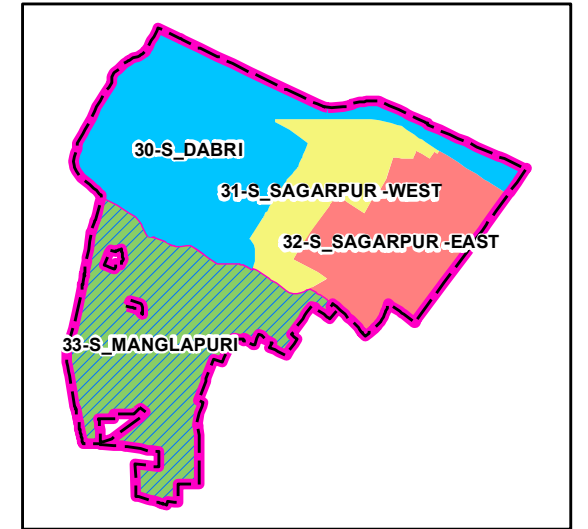 30-S_DABRI
31-S_SAGARPUR -WEST
32-S_SAGARPUR -EAST
33-S_MANGLAPURI